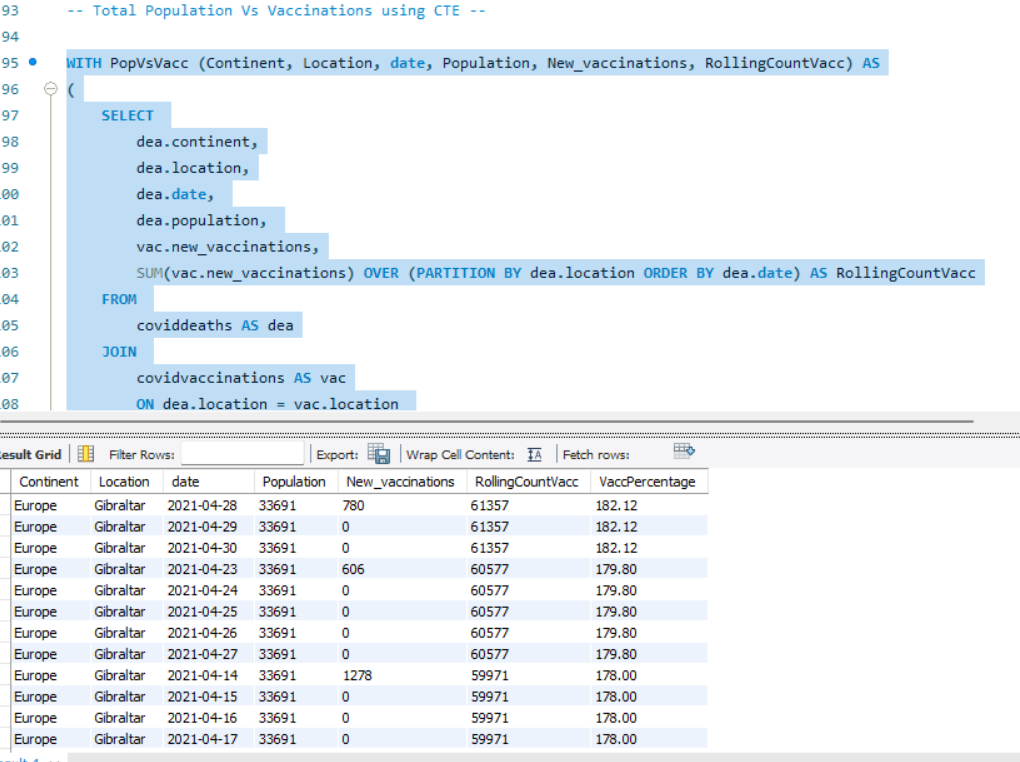 93 -- Total Population Vs Vaccinations using CTE --
94
95 WITH PopVsVacc (Continent, Location, date, Population, New_vaccinations, RollingCountVacc) AS
96 (
97 SELECT
98 dea.continent,
99 dea.location,
00 dea.date,
01 dea.population,
02 vac.new_vaccinations,
03 SUM(vac.new_vaccinations) OVER (PARTITION BY dea.location ORDER BY dea.date) AS RollingCountVacc
04 FROM
05 coviddeaths AS dea
06 JOIN
07 covidvaccinations AS vac
08 ON dea.location = vac.location
Result Grid Filter Rows: Export: Wrap Cell Content: IA Fetch rows:
Continent Location date Population New_vaccinations RollingCountVacc VaccPercentage
Europe Gibraltar 2021-04-28 33691 780 61357 182.12
Europe Gibraltar 2021-04-29 33691 0 61357 182.12
Europe Gibraltar 2021-04-30 33691 0 61357 182.12
Europe Gibraltar 2021-04-23 33691 606 60577 179.80
Europe Gibraltar 2021-04-24 33691 0 60577 179.80
Europe Gibraltar 2021-04-25 33691 0 60577 179.80
Europe Gibraltar 2021-04-26 33691 0 60577 179.80
Europe Gibraltar 2021-04-27 33691 0 60577 179.80
Europe Gibraltar 2021-04-14 33691 1278 59971 178.00
Europe Gibraltar 2021-04-15 33691 0 59971 178.00
Europe Gibraltar 2021-04-16 33691 0 59971 178.00
Europe Gibraltar 2021-04-17 33691 0 59971 178.00